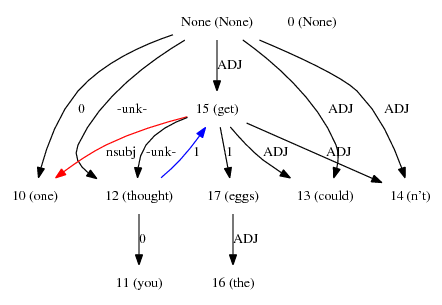 None (None) 0 (None)
ADJ
15 (get)
0 -unk- ADJ ADJ
nsubj -unk- 1 1 ADJ ADJ
10 (one) 12 (thought) 17 (eggs) 13 (could) 14 (n't)
0 ADJ
11 (you) 16 (the)